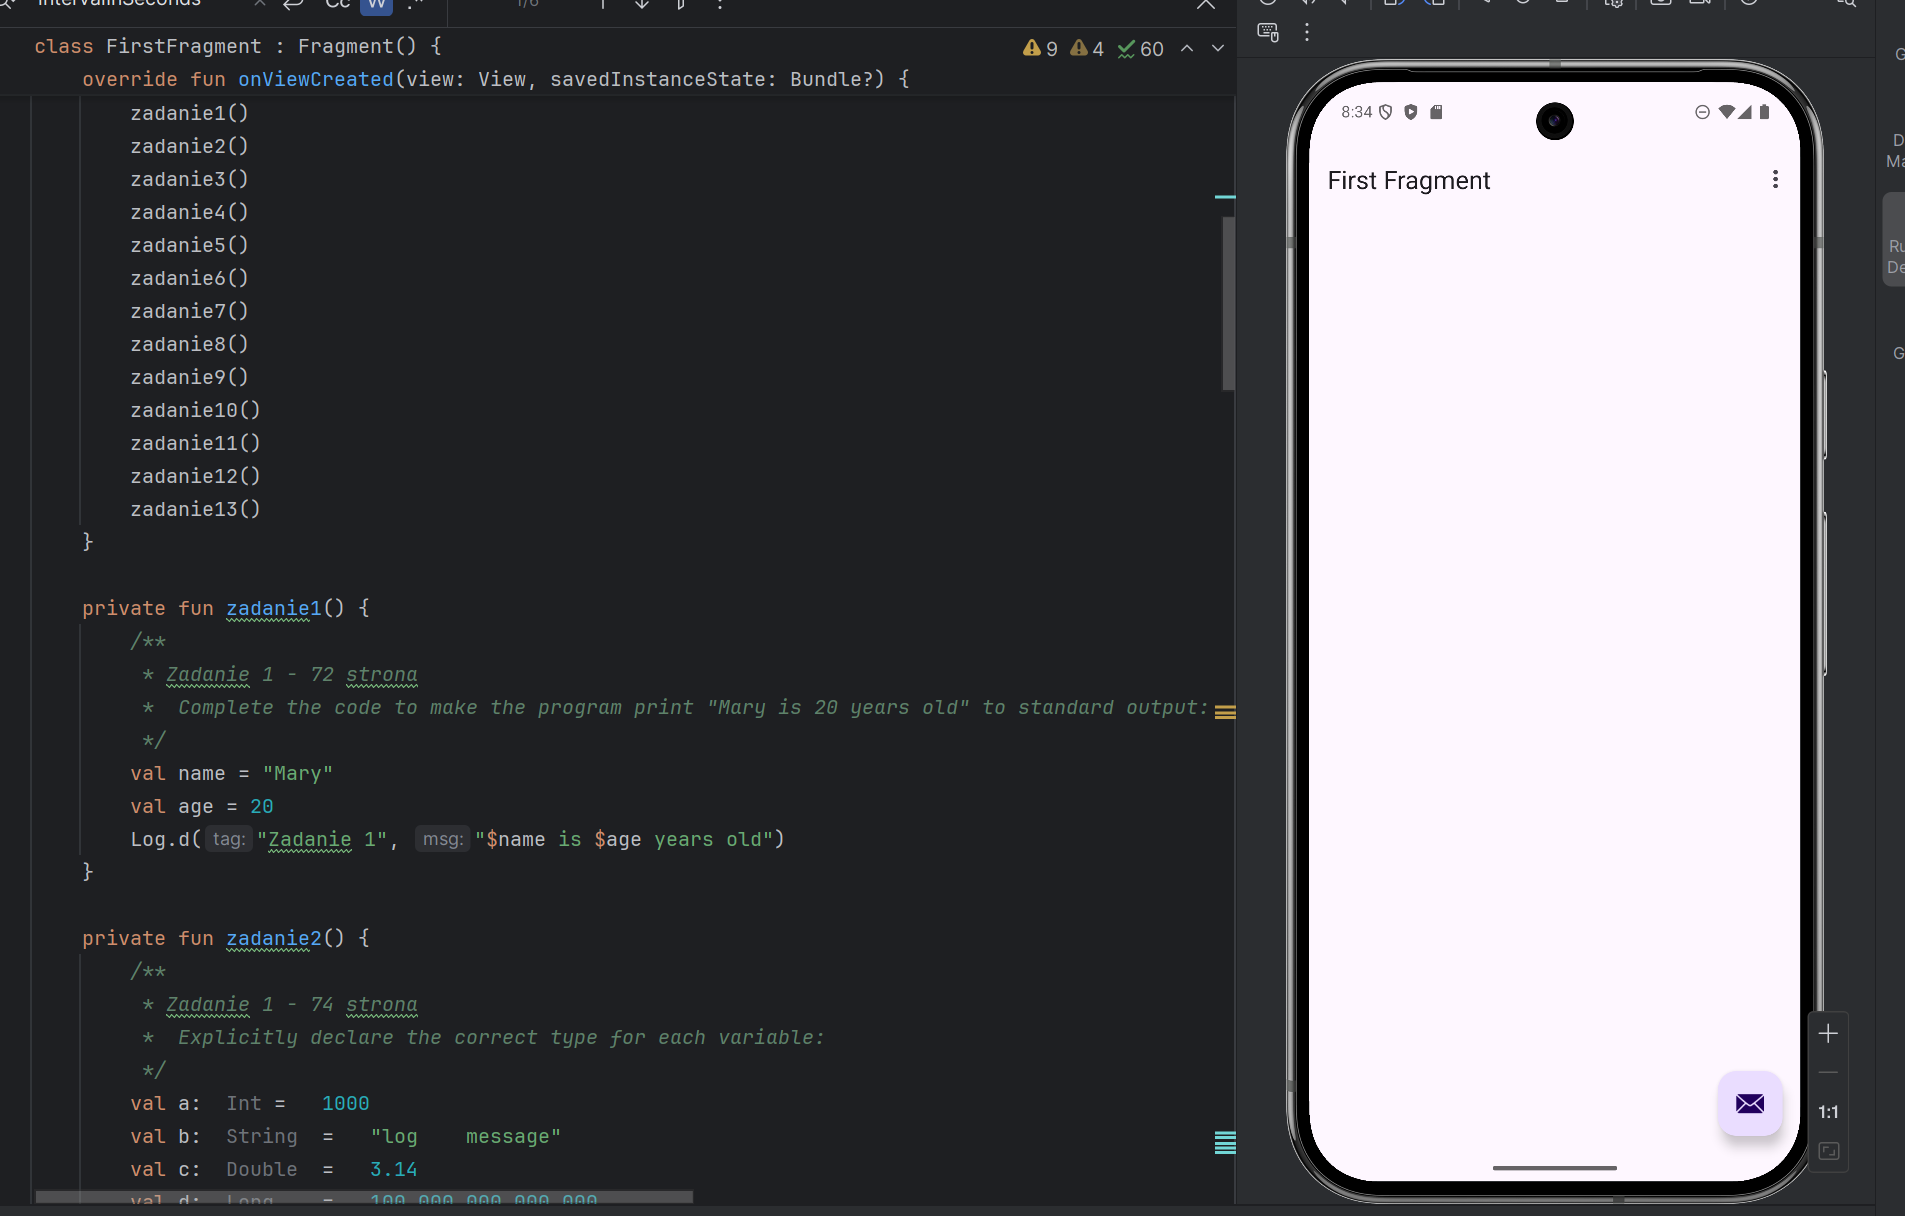 intervalInSeconds
Cc
W
.*
1/6
class FirstFragment : Fragment() {
9
4
60
override fun onViewCreated(view: View, savedInstanceState: Bundle?) {
zadanie1()
zadanie2()
zadanie3()
zadanie4()
zadanie5()
zadanie6()
zadanie7()
zadanie8()
zadanie9()
zadanie10()
zadanie11()
zadanie12()
zadanie13()
}
private fun zadanie1() {
/**
* Zadanie 1 - 72 strona
*  Complete the code to make the program print "Mary is 20 years old" to standard output:
*/
val name = "Mary"
val age = 20
Log.d( tag: "Zadanie 1",  msg: "$name is $age years old")
}
private fun zadanie2() {
/**
* Zadanie 1 - 74 strona
*  Explicitly declare the correct type for each variable:
*/
val a:  Int =   1000
val b:  String  =   "log    message"
val c:  Double  =   3.14
val d:  Long    =   100_000_000_000_000
8:34
First Fragment
1:1
G
D
Ma
Ru
De
G